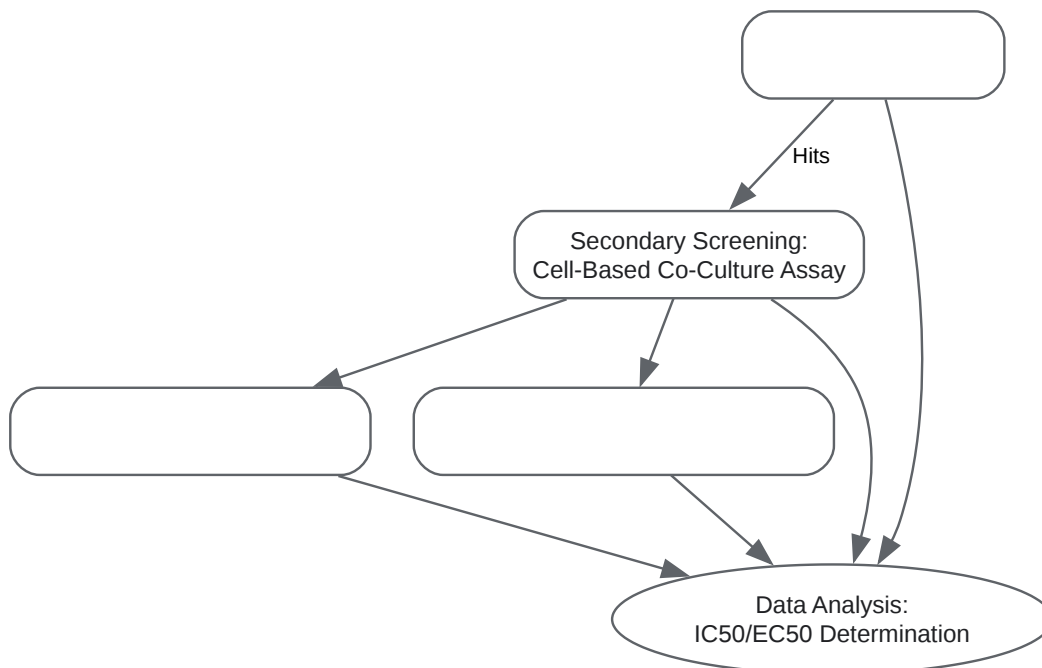 Hits
Secondary Screening:
Cell-Based Co-Culture Assay
Data Analysis:
IC50/EC50 Determination